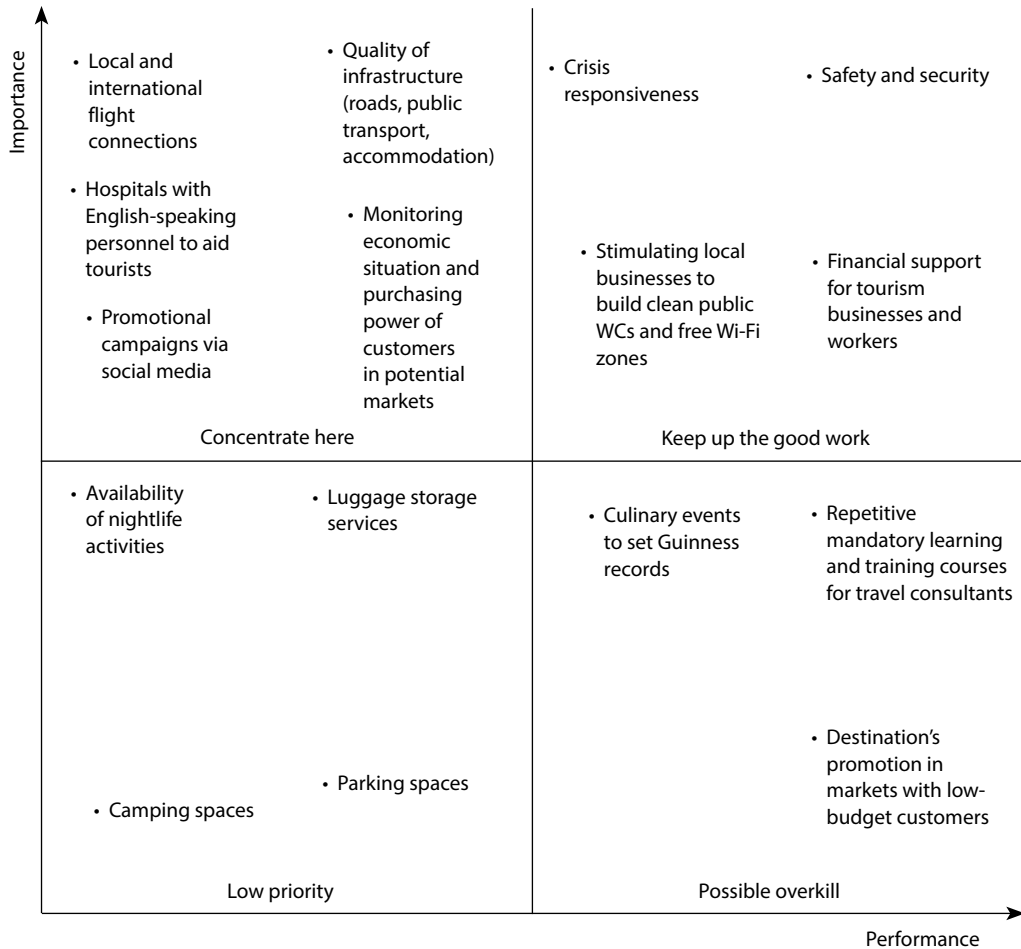 Importance
• Local and
international
flight
connections
• Hospitals with
English-speaking
personnel to aid
tourists
• Promotional
campaigns via
social media
• Quality of
infrastructure
(roads, public
transport,
accommodation)
• Monitoring
economic
situation and
purchasing
power of
customers
in potential
markets
Concentrate here
• Crisis
responsiveness
• Stimulating local
businesses to
build clean public
WCs and free Wi-Fi
zones
• Safety and security
• Financial support
for tourism
businesses and
workers
Keep up the good work
• Availability
of nightlife
activities
• Camping spaces
• Luggage storage
services
• Parking spaces
Low priority
• Culinary events
to set Guinness
records
• Repetitive
mandatory learning
and training courses
for travel consultants
• Destination’s
promotion in
markets with low-
budget customers
Possible overkill
Performance